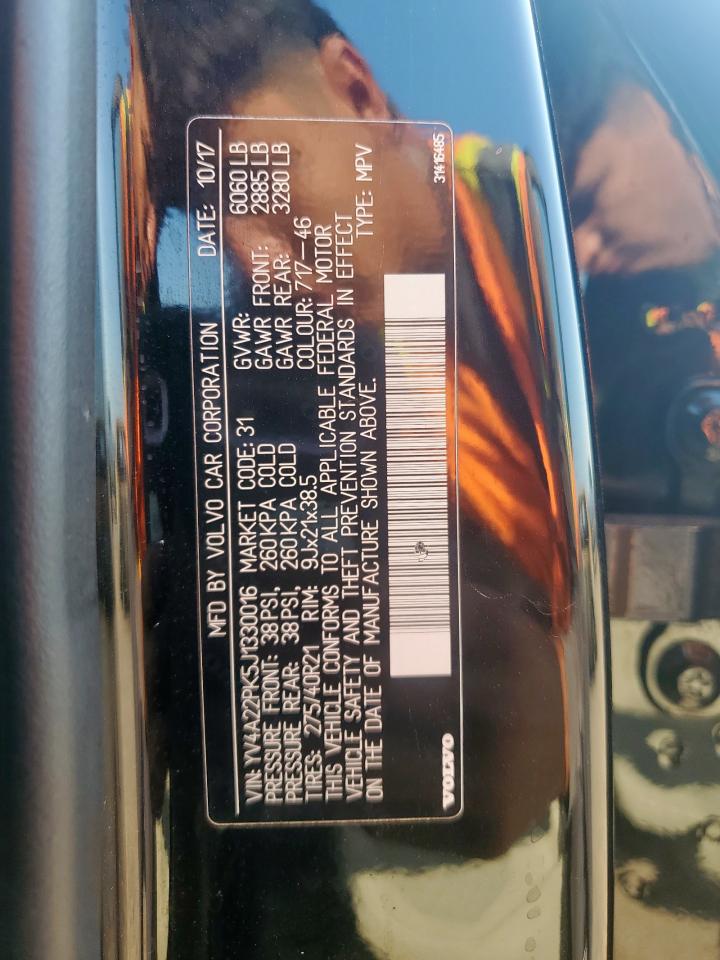 MFD BY VOLVO CAR CORPORATION DATE: 10/17
VIN: YV4A22PK5J1330016 MARKET CODE: 31 GVWR: 6060 LB
PRESSURE FRONT: 38 PSI, 260 KPA COLD GAWR FRONT: 2885 LB
PRESSURE REAR: 38 PSI, 260 KPA COLD GAWR REAR: 3280 LB
TIRES: 275/40R21 RIM: 9Jx21x38.5 COLOUR: 717--46
THIS VEHICLE CONFORMS TO ALL APPLICABLE FEDERAL MOTOR
VEHICLE SAFETY AND THEFT PREVENTION STANDARDS IN EFFECT
ON THE DATE OF MANUFACTURE SHOWN ABOVE. TYPE: MPV
VOLVO 31416485